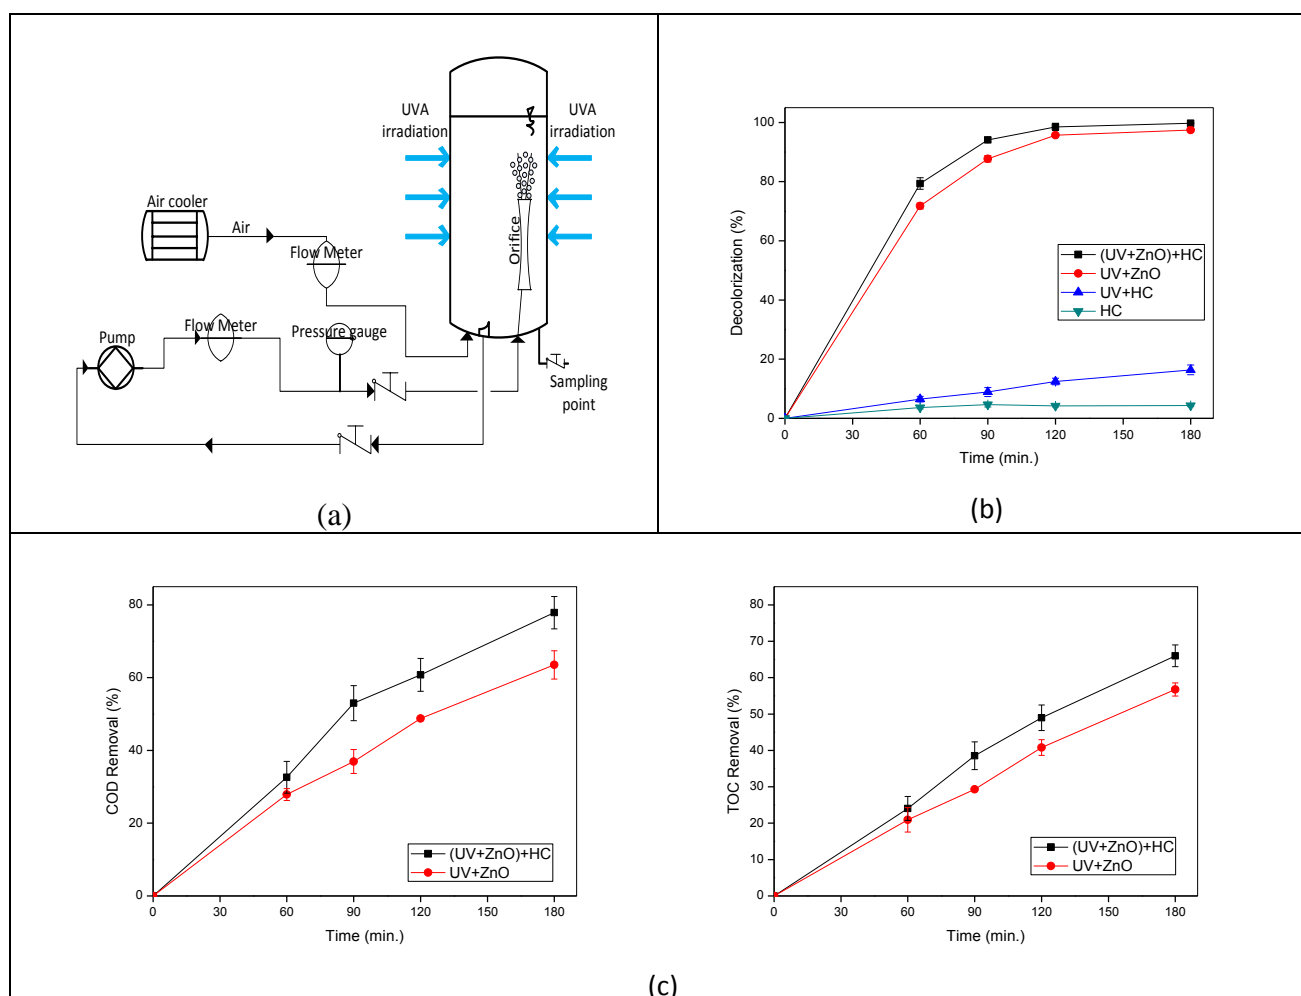 UVA
irradiation
UVA
irradiation
Air cooler
Air
Flow Meter
Orifice
Flow Meter
Pressure gauge
Pump
Sampling
point
(a)
Decolorization (%)
100
80
60
40
20
0
0 30 60 90 120 150 180
Time (min.)
(UV+ZnO)+HC
UV+ZnO
UV+HC
HC
(b)
COD Removal (%)
80
60
40
20
0
0 30 60 90 120 150 180
Time (min.)
(UV+ZnO)+HC
UV+ZnO
TOC Removal (%)
80
70
60
50
40
30
20
10
0
0 30 60 90 120 150 180
Time (min.)
(UV+ZnO)+HC
UV+ZnO
(c)